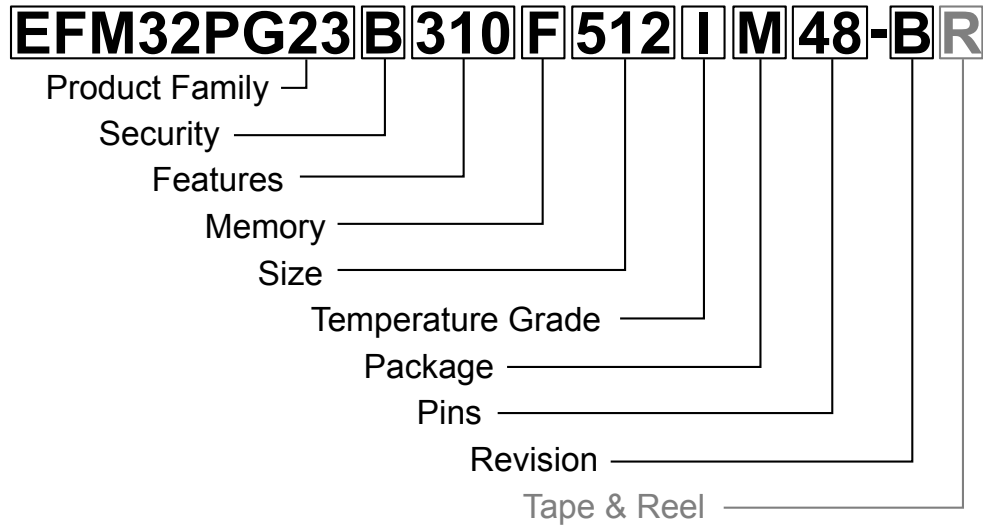 EFM32PG23B310F512IM48-BR
Product Family
Security
Features
Memory
Size
Temperature Grade
Package
Pins
Revision
Tape & Reel